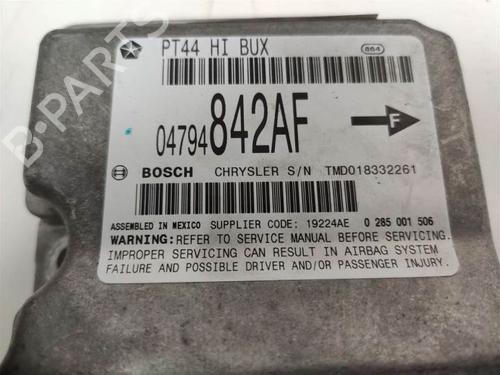 PT44 HI BUX
864
04794 842AF F
BOSCH CHRYSLER S/N TMD018332261
ASSEMBLED IN MEXICO SUPPLIER CODE: 19224AE 0 285 001 506
WARNING: REFER TO SERVICE MANUAL BEFORE SERVICING.
IMPROPER SERVICING CAN RESULT IN AIRBAG SYSTEM
FAILURE AND POSSIBLE DRIVER AND/OR PASSENGER INJURY.
B-PARTS